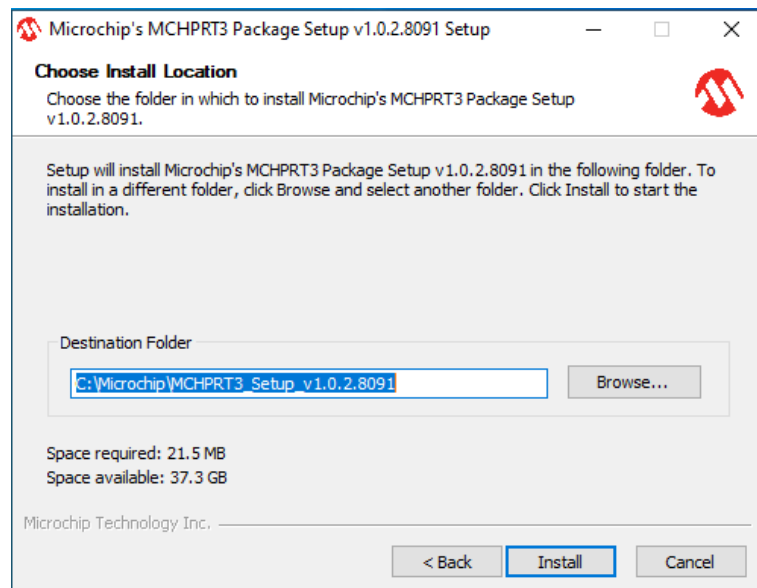 Microchip's MCHPRT3 Package Setup v1.0.2.8091 Setup
Choose Install Location
Choose the folder in which to install Microchip's MCHPRT3 Package Setup
v1.0.2.8091.
Setup will install Microchip's MCHPRT3 Package Setup v1.0.2.8091 in the following folder. To
install in a different folder, click Browse and select another folder. Click Install to start the
installation.
Destination Folder
C:\Microchip\MCHPRT3_Setup_v1.0.2.8091
Browse...
Space required: 21.5 MB
Space available: 37.3 GB
Microchip Technology Inc.
< Back
Install
Cancel